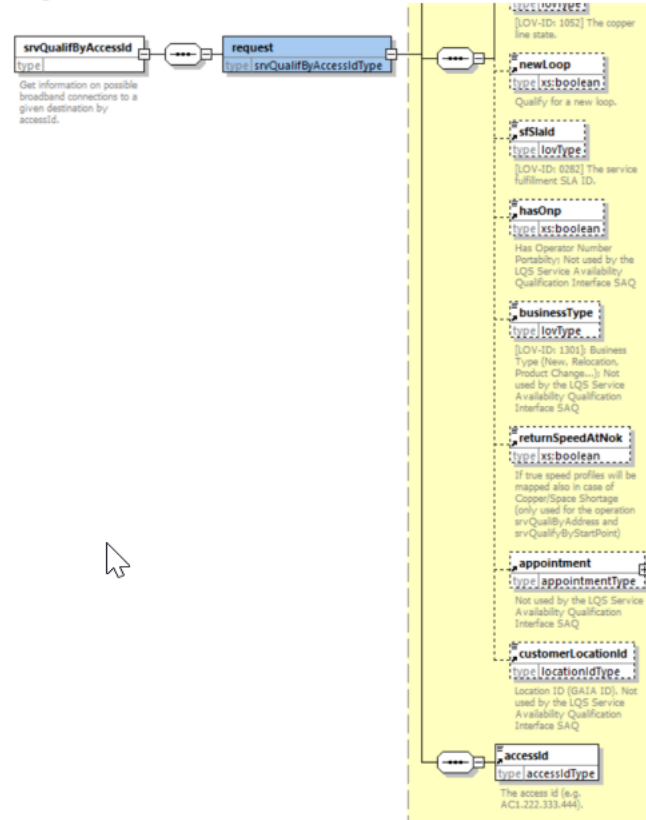 type lovType
[LOV-ID: 1052] The copper
line state.
srvQualifByAccessId
type
Get information on possible
broadband connections to a
given destination by
accessId.
request
type srvQualifByAccessIdType
newLoop
type xs:boolean
Qualify for a new loop.
sfSlaId
type lovType
[LOV-ID: 0282] The service
fulfillment SLA ID.
hasOnp
type xs:boolean
Has Operator Number
Portabilty; Not used by the
LQS Service Availability
Qualification Interface SAQ
businessType
type lovType
[LOV-ID: 1301]: Business
Type (New, Relocation,
Product Change...); Not
used by the LQS Service
Availability Qualification
Interface SAQ
returnSpeedAtNok
type xs:boolean
If true speed profiles will be
mapped also in case of
Copper/Space Shortage
(only used for the operation
srvQualiByAddress and
srvQualifyByStartPoint)
appointment
type appointmentType
Not used by the LQS Service
Availability Qualification
Interface SAQ
customerLocationId
type locationIdType
Location ID (GAIA ID). Not
used by the LQS Service
Availability Qualification
Interface SAQ
accessId
type accessIdType
The access id (e.g.
AC1.222.333.444).